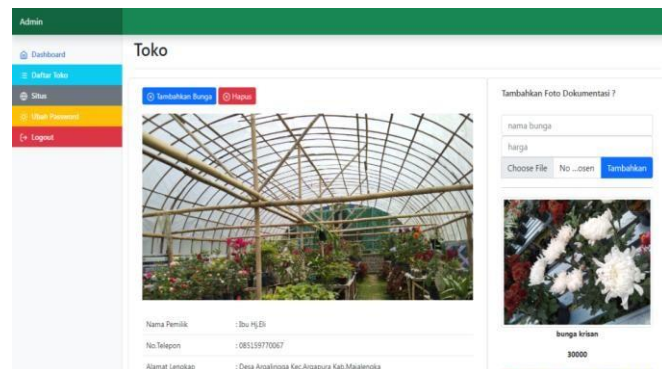 Admin
Dashboard
Daftar Toko
Situs
Ubah Password
Logout
Toko
Tambahkan Bunga
Hapus
Nama Pemilik : Ibu Hj.Eli
No.Telepon : 085159770067
Alamat Lengkap : Desa Argalingga Kec.Argapura Kab.Majalengka
Tambahkan Foto Dokumentasi ?
nama bunga
harga
Choose File No ...osen Tambahkan
bunga krisan
30000